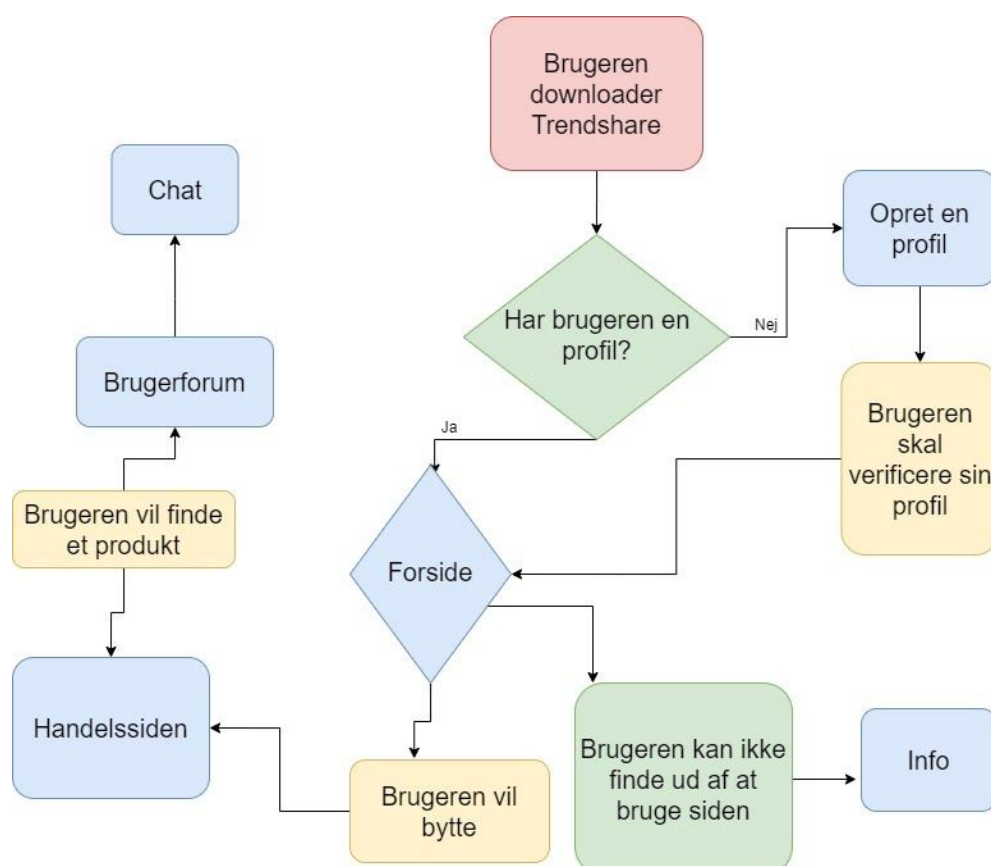 Brugeren
downloader
Trendshare
Chat
Opret en
profil
Har brugeren en
profil?
Nej
Brugerforum
Ja
Brugeren
skal
verificere sin
profil
Brugeren vil finde
et produkt
Forside
Handelssiden
Brugeren kan ikke
finde ud af at
bruge siden
Info
Brugeren vil
bytte